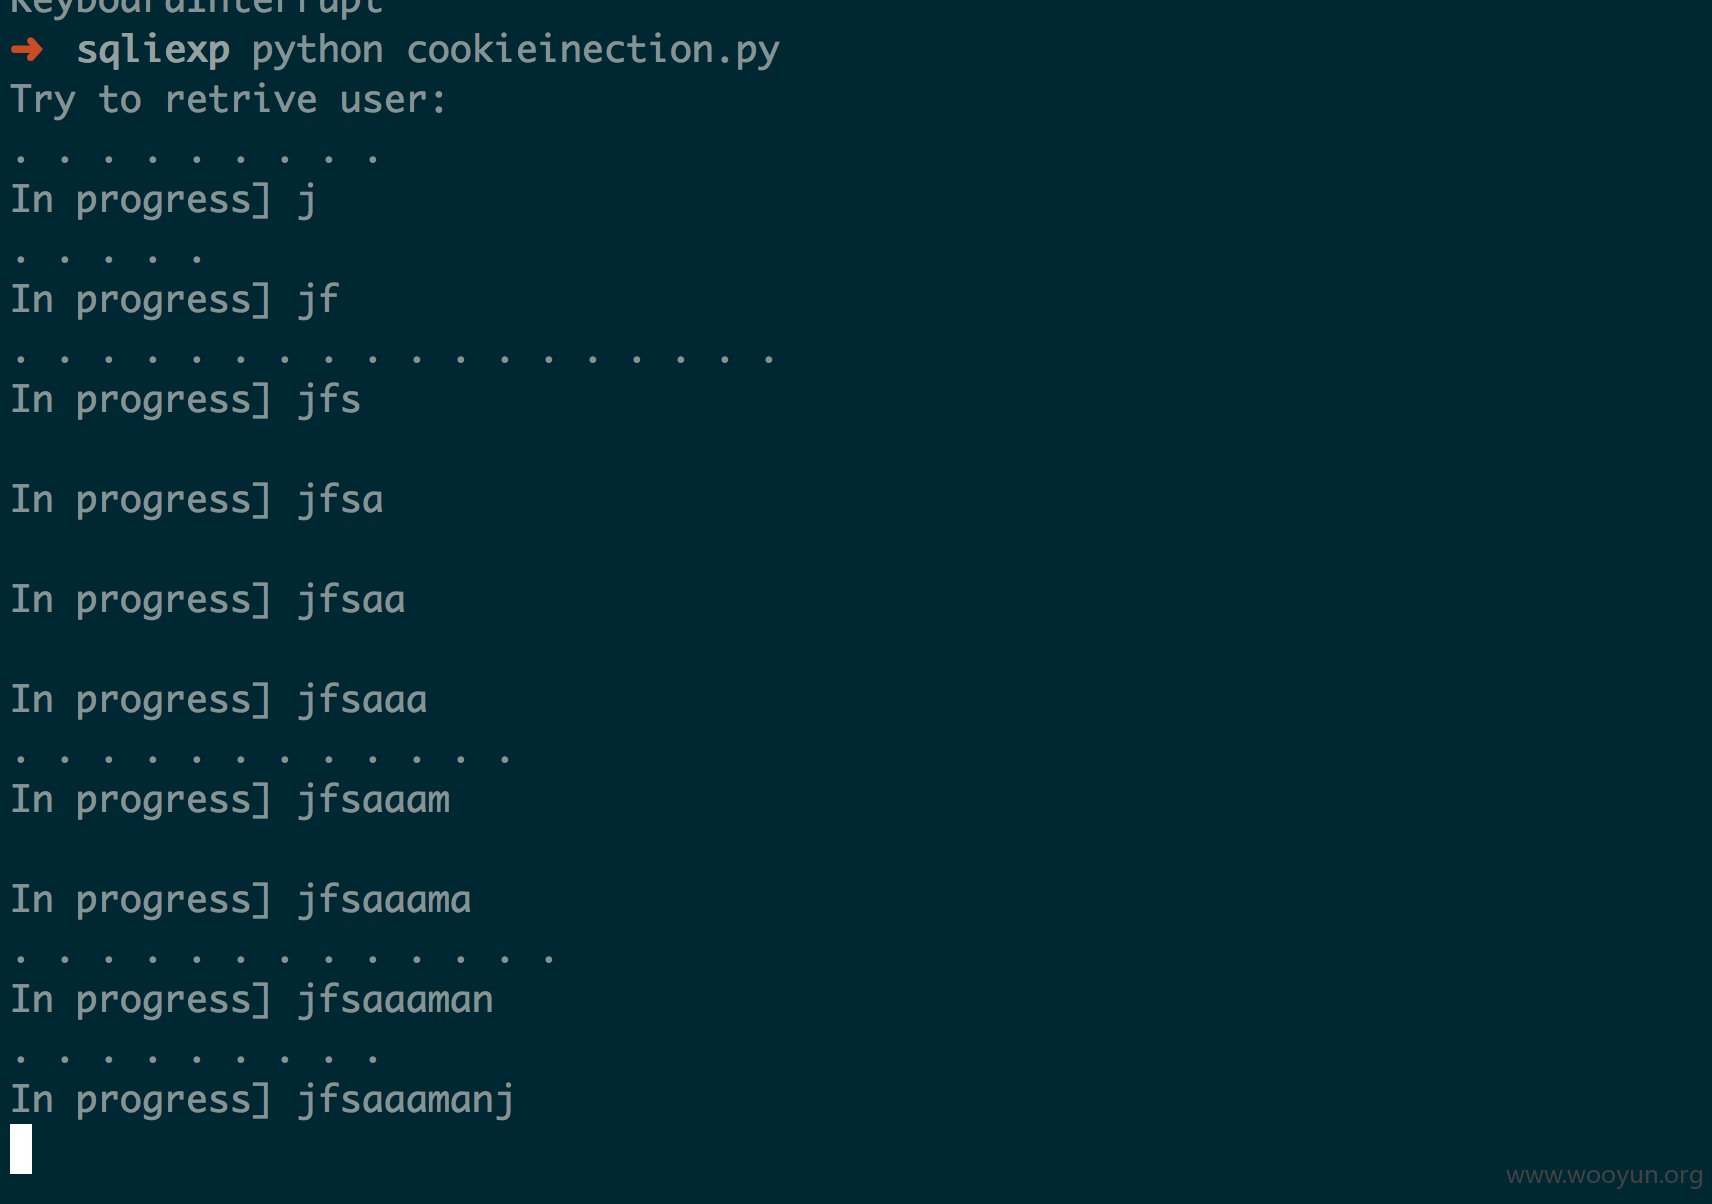 KeyboardInterrupt
➜ sqliexp python cookieinection.py
Try to retrive user:
. . . . . . . . .
In progress] j
. . . . .
In progress] jf
. . . . . . . . . . . . . . . . . .
In progress] jfs
In progress] jfsa
In progress] jfsaa
In progress] jfsaaa
. . . . . . . . . . . .
In progress] jfsaaam
In progress] jfsaaama
. . . . . . . . . . . . .
In progress] jfsaaaman
. . . . . . . . .
In progress] jfsaaamanj
www.wooyun.org